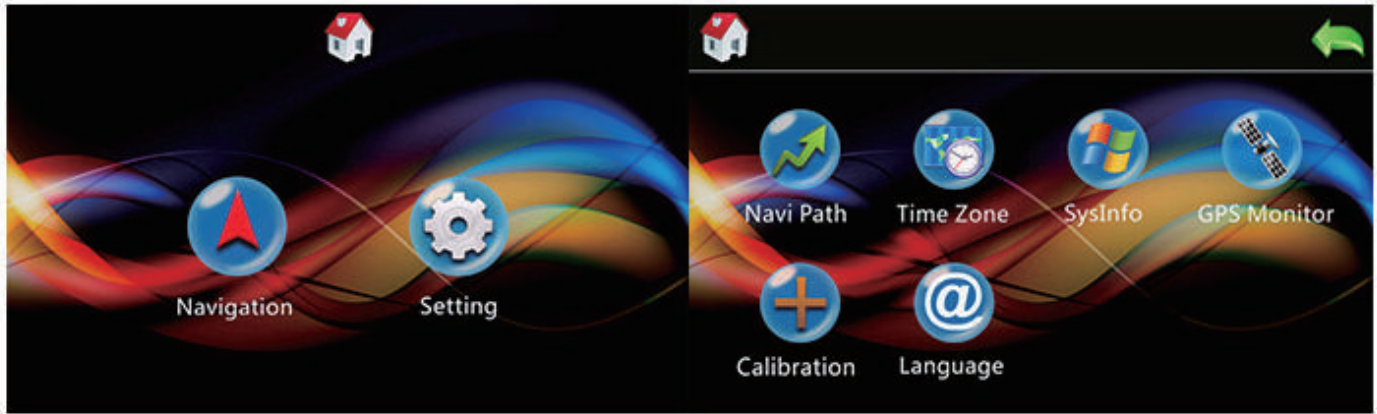 Navigation
Setting
Navi Path
Time Zone
SysInfo
GPS Monitor
Calibration
Language